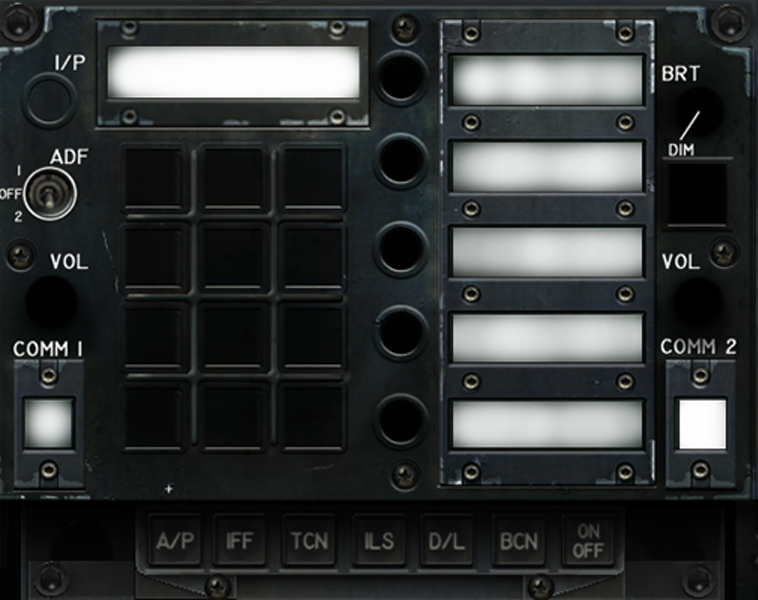 I/P
BRT
ADF
1
OFF
2
DIM
VOL
VOL
COMM 1
COMM 2
A/P
IFF
TCN
ILS
D/L
BCN
ON
OFF